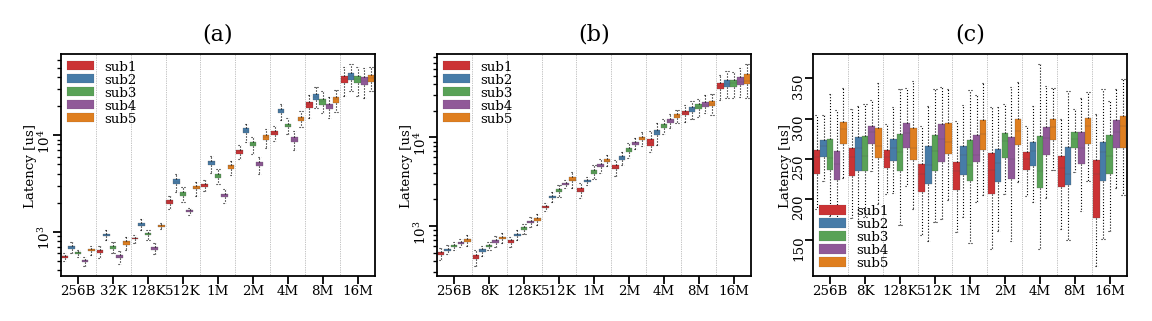 (a)
Latency [us]
10^4
10^3
sub1
sub2
sub3
sub4
sub5
256B 32K 128K 512K 1M 2M 4M 8M 16M
(b)
Latency [us]
10^4
10^3
sub1
sub2
sub3
sub4
sub5
256B 8K 128K 512K 1M 2M 4M 8M 16M
(c)
Latency [us]
350
300
250
200
150
sub1
sub2
sub3
sub4
sub5
256B 8K 128K 512K 1M 2M 4M 8M 16M